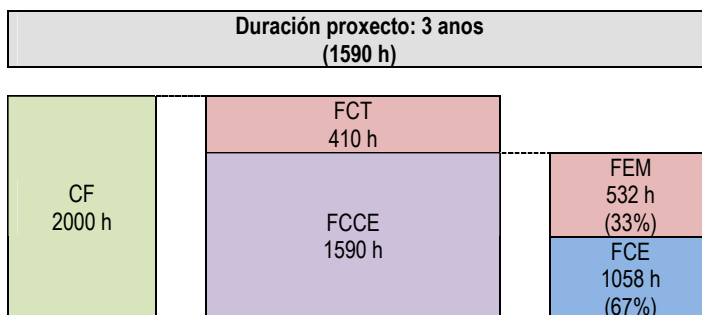 Duración proxecto: 3 anos
(1590 h)
CF
2000 h
FCT
410 h
FCCE
1590 h
FEM
532 h
(33%)
FCE
1058 h
(67%)